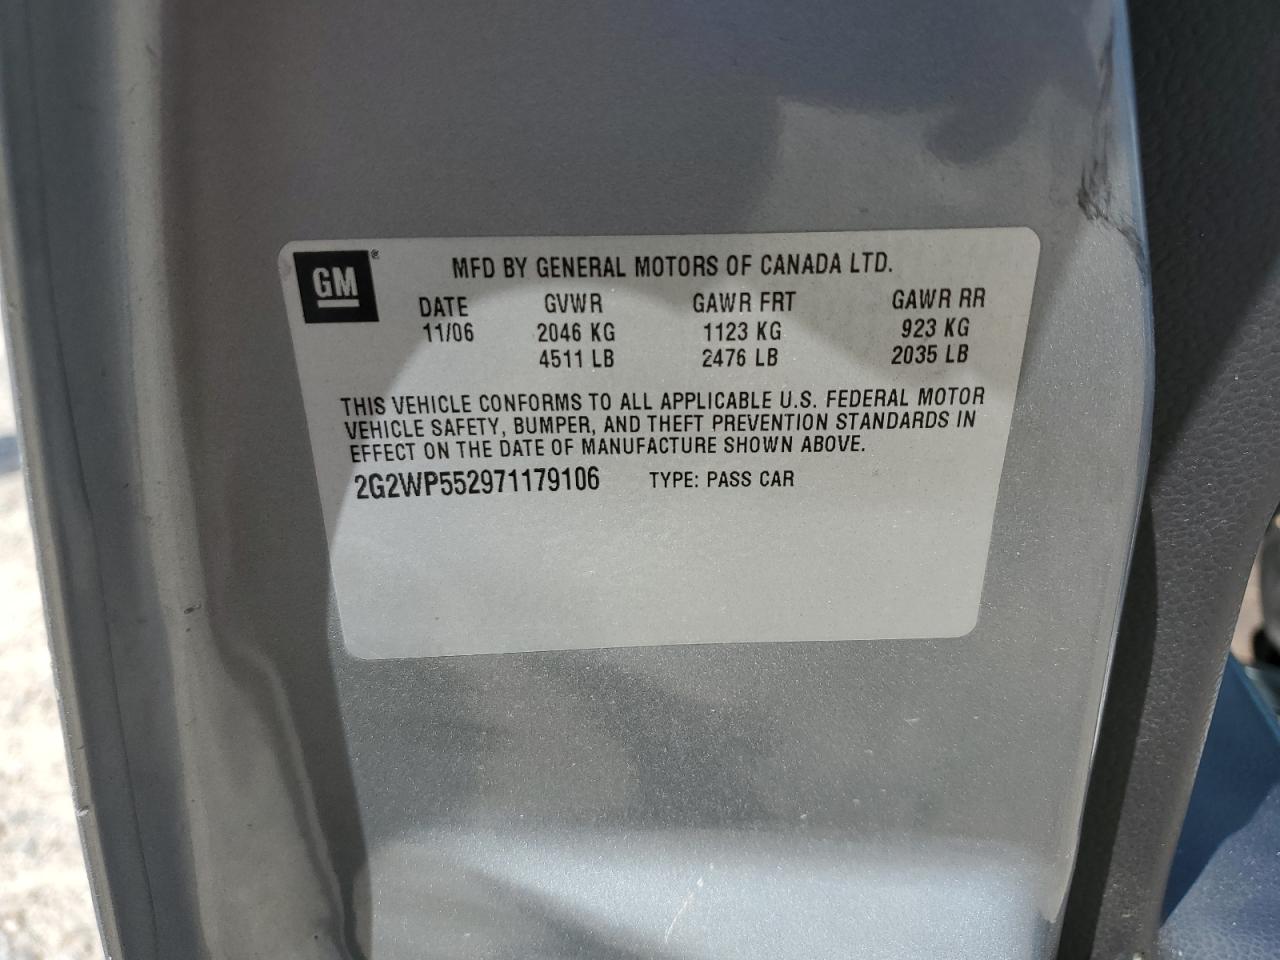 GM®
MFD BY GENERAL MOTORS OF CANADA LTD.
DATE GVWR GAWR FRT GAWR RR
11/06 2046 KG 1123 KG 923 KG
4511 LB 2476 LB 2035 LB
THIS VEHICLE CONFORMS TO ALL APPLICABLE U.S. FEDERAL MOTOR
VEHICLE SAFETY, BUMPER, AND THEFT PREVENTION STANDARDS IN
EFFECT ON THE DATE OF MANUFACTURE SHOWN ABOVE.
2G2WP552971179106 TYPE: PASS CAR